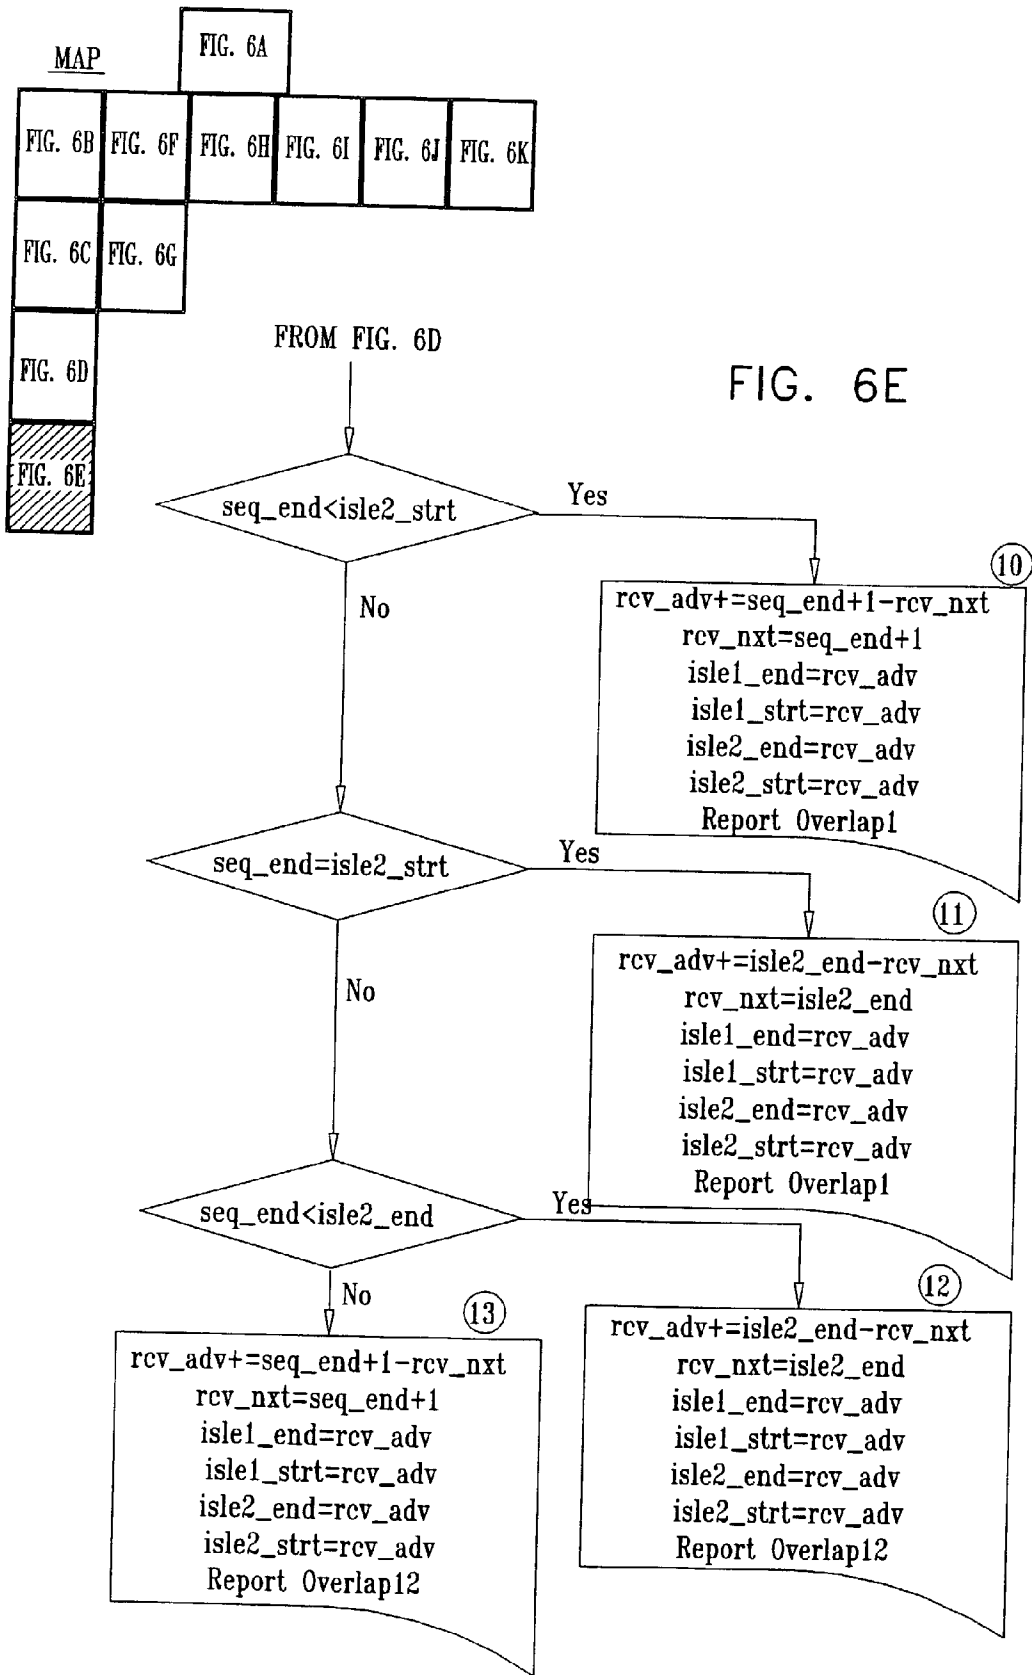 MAP
FIG. 6A
FIG. 6B
FIG. 6F
FIG. 6H
FIG. 6I
FIG. 6J
FIG. 6K
FIG. 6C
FIG. 6G
FIG. 6D
FIG. 6E
FROM FIG. 6D
FIG. 6E
seq_end<isle2_strt
Yes
No
10
rcv_adv+=seq_end+1-rcv_nxt
rcv_nxt=seq_end+1
isle1_end=rcv_adv
isle1_strt=rcv_adv
isle2_end=rcv_adv
isle2_strt=rcv_adv
Report Overlap1
seq_end=isle2_strt
Yes
No
11
rcv_adv+=isle2_end-rcv_nxt
rcv_nxt=isle2_end
isle1_end=rcv_adv
isle1_strt=rcv_adv
isle2_end=rcv_adv
isle2_strt=rcv_adv
Report Overlap1
seq_end<isle2_end
Yes
No
12
rcv_adv+=isle2_end-rcv_nxt
rcv_nxt=isle2_end
isle1_end=rcv_adv
isle1_strt=rcv_adv
isle2_end=rcv_adv
isle2_strt=rcv_adv
Report Overlap12
13
rcv_adv+=seq_end+1-rcv_nxt
rcv_nxt=seq_end+1
isle1_end=rcv_adv
isle1_strt=rcv_adv
isle2_end=rcv_adv
isle2_strt=rcv_adv
Report Overlap12